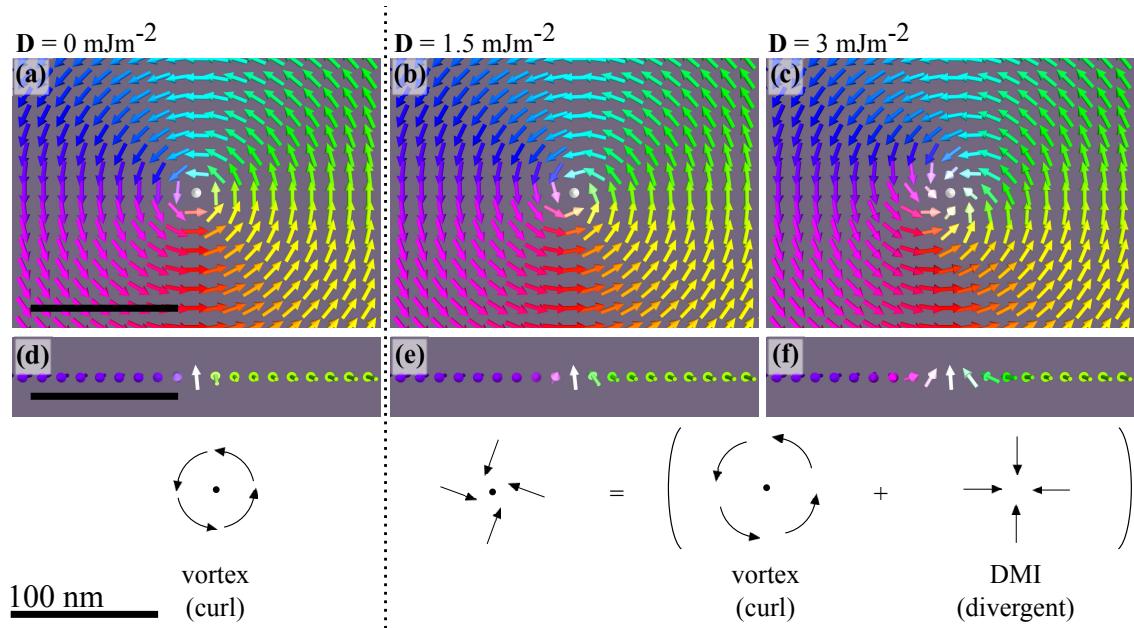 D = 0 mJm-2
D = 1.5 mJm-2
D = 3 mJm-2
(a)
(b)
(c)
(d)
(e)
(f)
= ( + )
vortex
(curl)
vortex
(curl)
DMI
(divergent)
100 nm